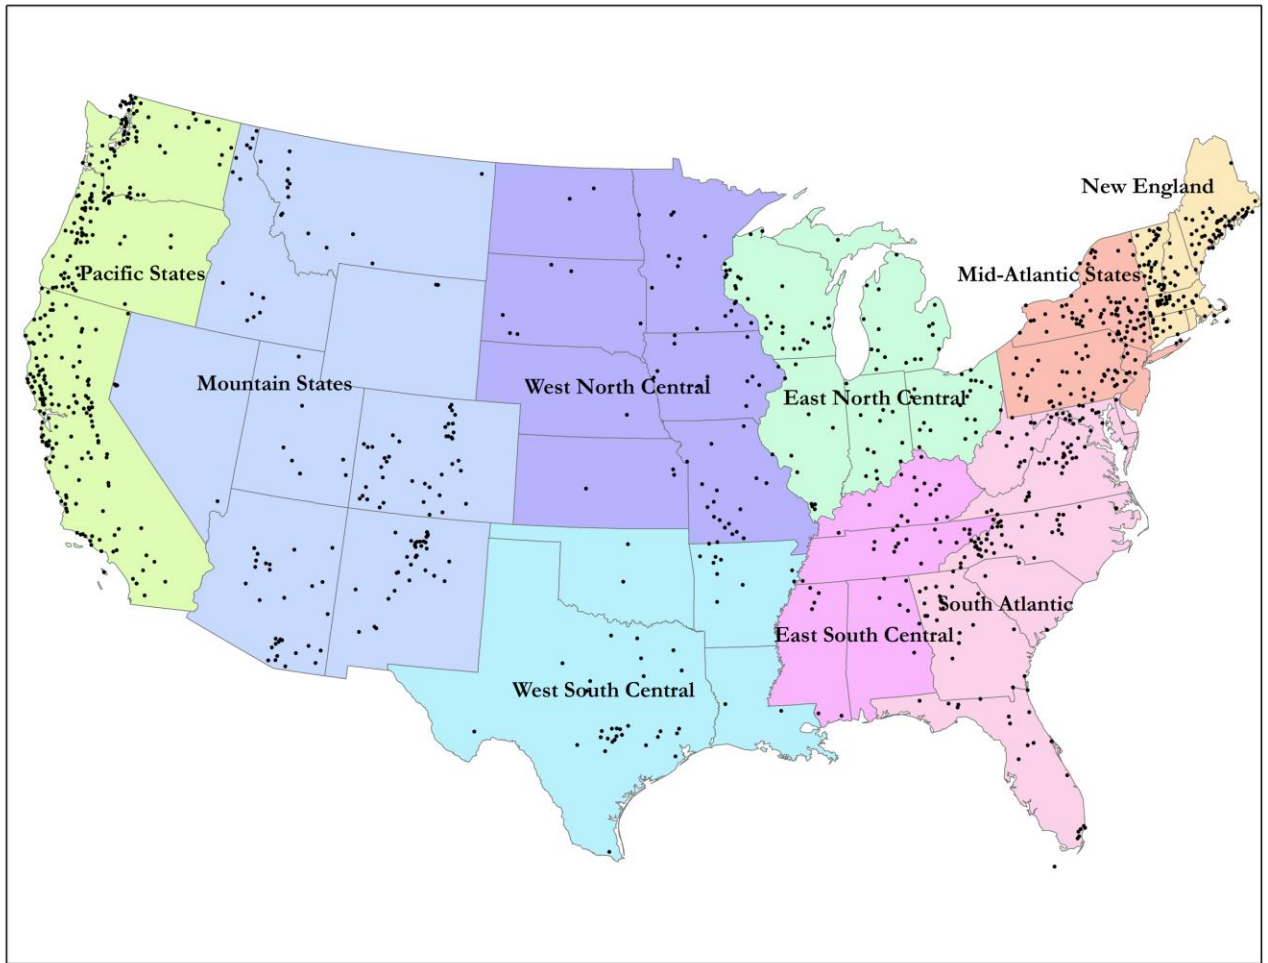 New England
Pacific States
Mid-Atlantic States
Mountain States
West North Central
East North Central
South Atlantic
East South Central
West South Central